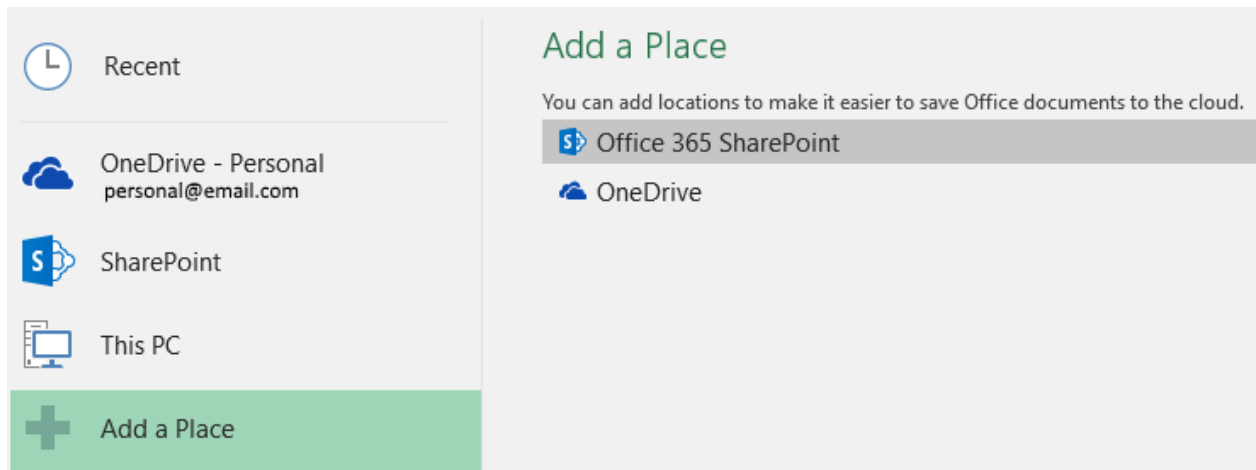 Recent
OneDrive - Personal
personal@email.com
SharePoint
This PC
Add a Place
Add a Place
You can add locations to make it easier to save Office documents to the cloud.
Office 365 SharePoint
OneDrive